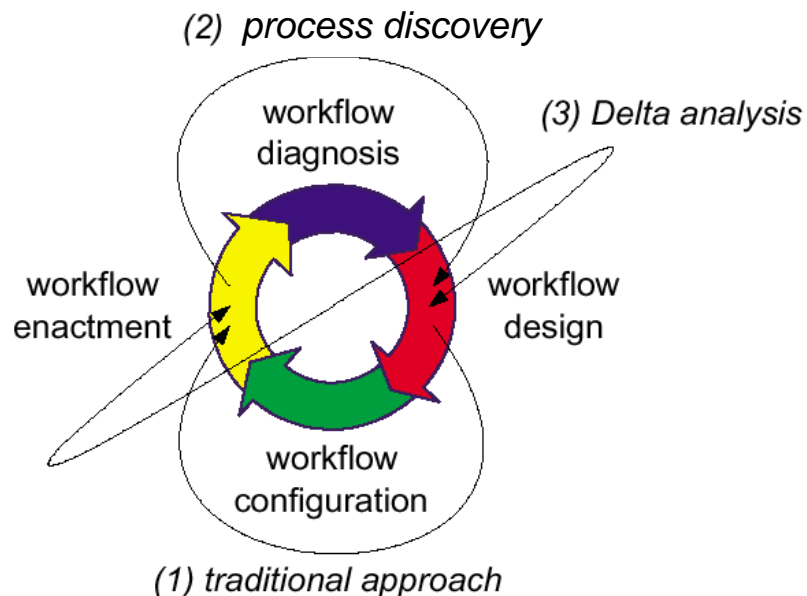 (2) process discovery
workflow
diagnosis
(3) Delta analysis
workflow
enactment
workflow
design
workflow
configuration
(1) traditional approach